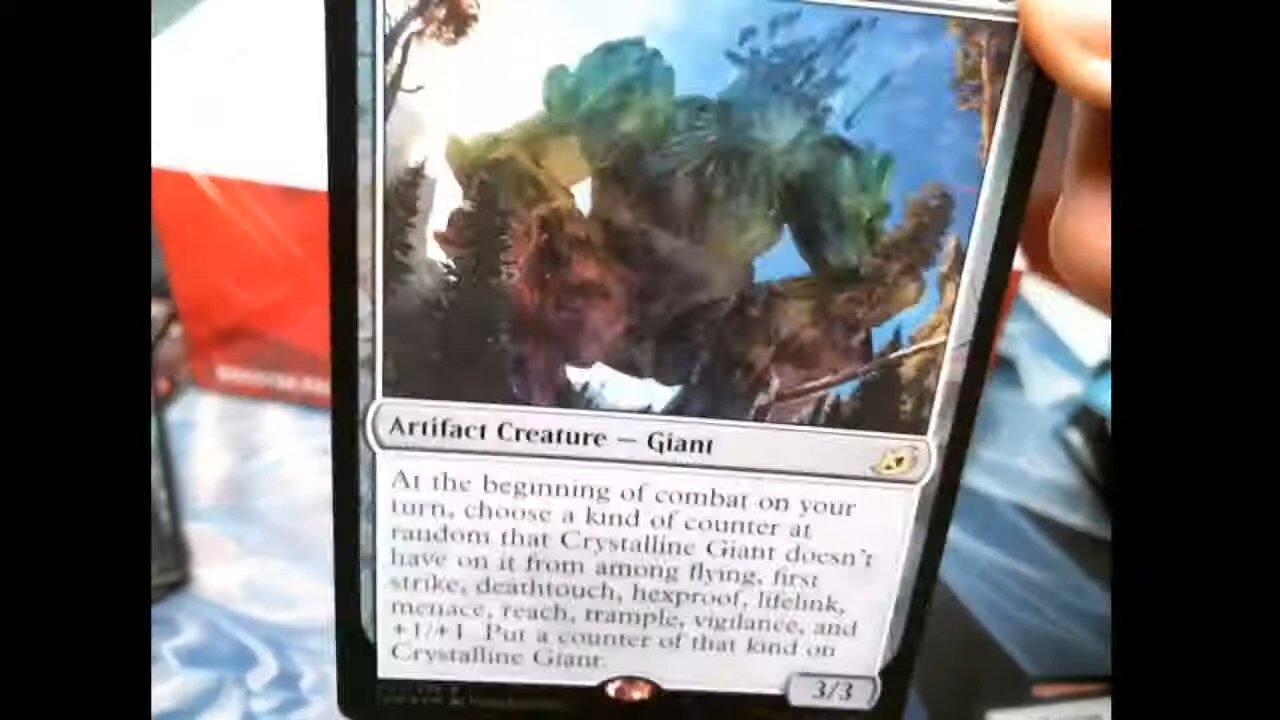 Artifact Creature — Giant
At the beginning of combat on your
turn, choose a kind of counter at
random that Crystalline Giant doesn't
have on it from among flying, first
strike, deathtouch, hexproof, lifelink,
menace, reach, trample, vigilance, and
+1/+1. Put a counter of that kind on
Crystalline Giant.
3/3